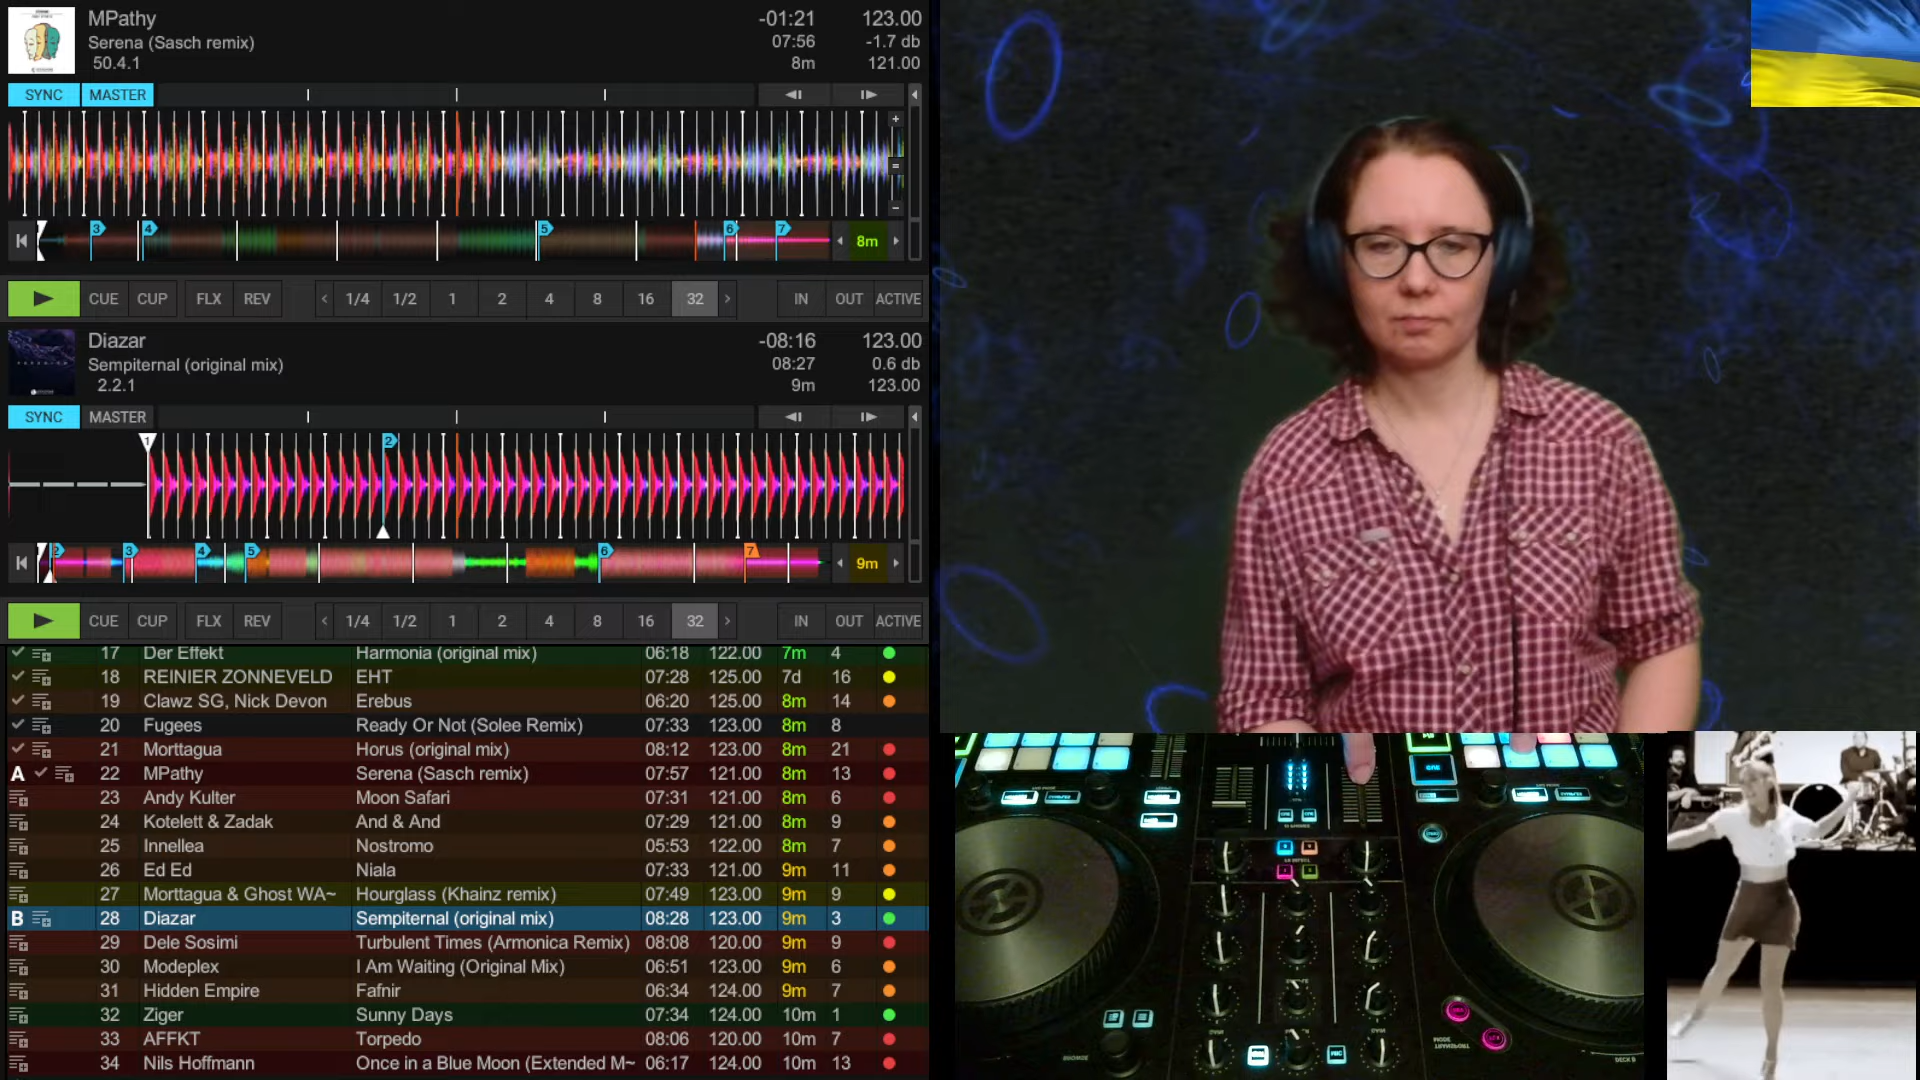 MPathy -01:21 123.00
Serena (Sasch remix) 07:56 -1.7 db
50.4.1 8m 121.00
SYNC MASTER
3 4 5 6 7 8m
CUE CUP FLX REV 1/4 1/2 1 2 4 8 16 32 IN OUT ACTIVE
Diazar -08:16 123.00
Sempiternal (original mix) 08:27 0.6 db
2.2.1 9m 123.00
SYNC MASTER
1 2
2 3 4 5 6 7 9m
CUE CUP FLX REV 1/4 1/2 1 2 4 8 16 32 IN OUT ACTIVE
17 Der Effekt Harmonia (original mix) 06:18 122.00 7m 4
18 REINIER ZONNEVELD EHT 07:28 125.00 7d 16
19 Clawz SG, Nick Devon Erebus 06:20 125.00 8m 14
20 Fugees Ready Or Not (Solee Remix) 07:33 123.00 8m 8
21 Morttagua Horus (original mix) 08:12 123.00 8m 21
A 22 MPathy Serena (Sasch remix) 07:57 121.00 8m 13
23 Andy Kulter Moon Safari 07:31 121.00 8m 6
24 Kotelett & Zadak And & And 07:29 121.00 8m 9
25 Innellea Nostromo 05:53 122.00 8m 7
26 Ed Ed Niala 07:33 121.00 9m 11
27 Morttagua & Ghost WA~ Hourglass (Khainz remix) 07:49 123.00 9m 9
B 28 Diazar Sempiternal (original mix) 08:28 123.00 9m 3
29 Dele Sosimi Turbulent Times (Armonica Remix) 08:08 120.00 9m 9
30 Modeplex I Am Waiting (Original Mix) 06:51 123.00 9m 6
31 Hidden Empire Fafnir 06:34 124.00 9m 7
32 Ziger Sunny Days 07:34 124.00 10m 1
33 AFFKT Torpedo 08:06 120.00 10m 7
34 Nils Hoffmann Once in a Blue Moon (Extended M~ 06:17 124.00 10m 13